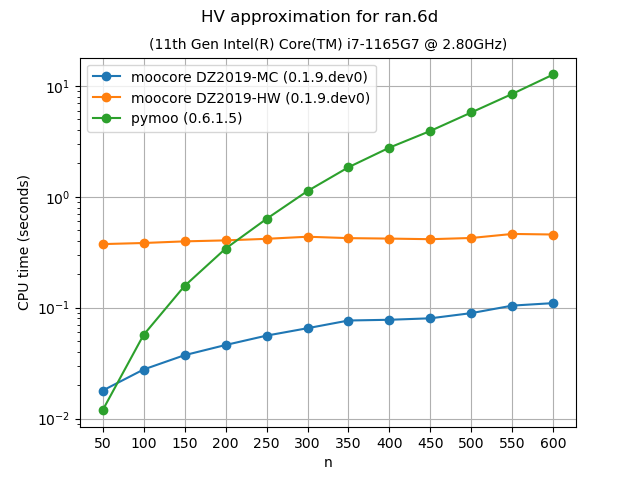 HV approximation for ran.6d
(11th Gen Intel(R) Core(TM) i7-1165G7 @ 2.80GHz)
moocore DZ2019-MC (0.1.9.dev0)
moocore DZ2019-HW (0.1.9.dev0)
pymoo (0.6.1.5)
CPU time (seconds)
10¹
10⁰
10⁻¹
10⁻²
50 100 150 200 250 300 350 400 450 500 550 600
n